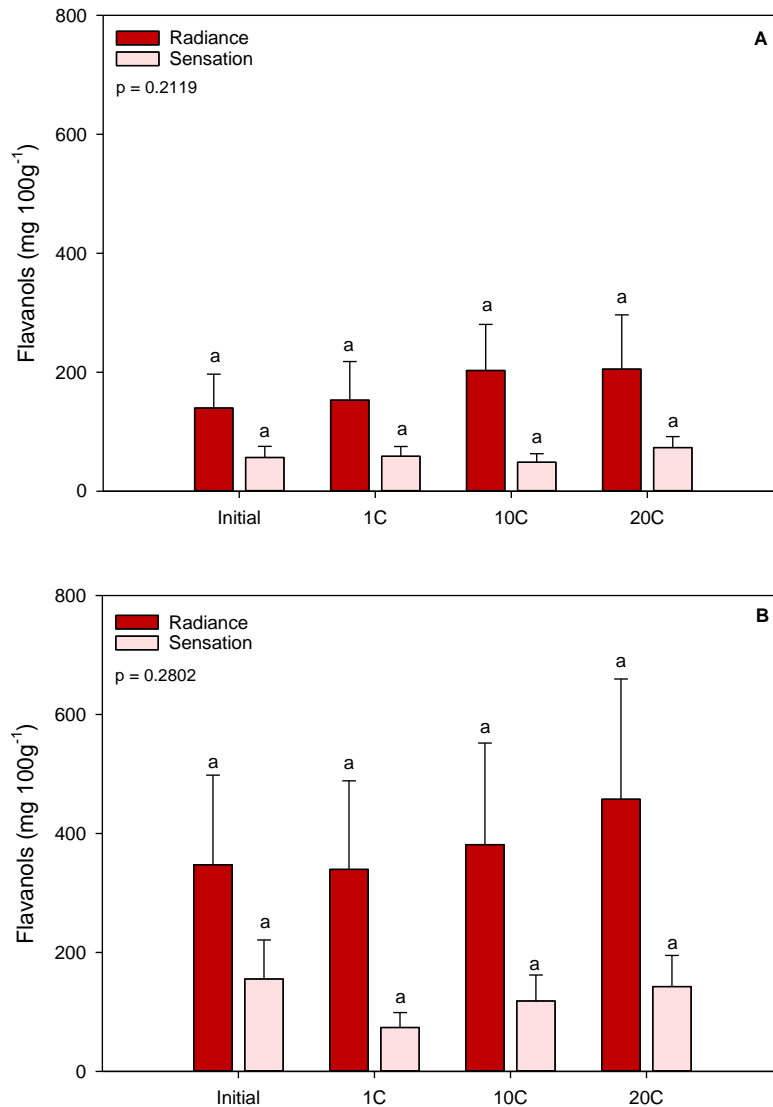 800
600
400
200
0
Flavanols (mg 100g⁻¹)
Radiance
Sensation
p = 0.2119
A
a
a
a
a
a
a
a
a
Initial
1C
10C
20C
800
600
400
200
0
Flavanols (mg 100g⁻¹)
Radiance
Sensation
p = 0.2802
B
a
a
a
a
a
a
a
a
Initial
1C
10C
20C